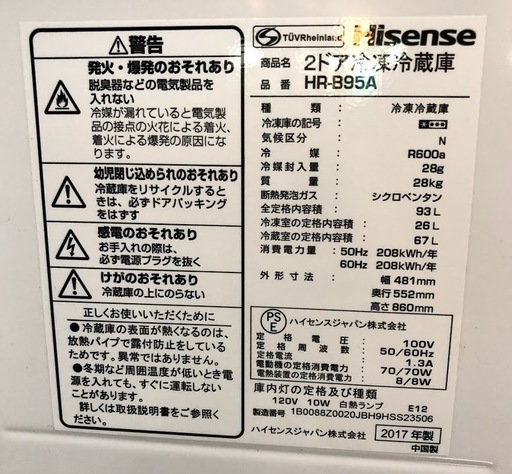 警告
発火・爆発のおそれあり
脱臭器などの電気製品を
入れない
冷媒が漏れていると電気製
品の接点の火花による着火、
着火により爆発の原因にな
ります。
幼児閉じ込められのおそれあり
冷蔵庫をリサイクルするとき
は、必ずドアパッキング
をはずす
感電のおそれあり
お手入れの際は、
必ず電源プラグを抜く
けがのおそれあり
冷蔵庫の上にのらない
正しくお使いいただくために
●冷蔵庫の表面が熱くなるのは、
放熱パイプで露付防止をしてい
るためです。異常ではありません。
●冬期など周囲温度が低いとき電
源を入れても、すぐに運転しない
ことがあります。
詳しくは取扱説明書をご参照ください。
TÜVRheinland
Hisense
商品名 2ドア冷凍冷蔵庫
品番 HR-B95A
種類: 冷凍冷蔵庫
冷凍庫の記号:
気候区分: N
冷媒: R600a
冷媒封入量: 28g
質量: 28kg
断熱発泡ガス: シクロペンタン
全定格内容積: 93 L
冷凍室の定格内容積: 26 L
冷蔵室の定格内容積: 67 L
消費電力量: 50Hz 208kWh/年
60Hz 208kWh/年
外形寸法: 幅 481mm
奥行 552mm
高さ 860mm
PS
E
ハイセンスジャパン株式会社
定格電圧: 100V
定格周波数: 50/60Hz
定格電流: 1.3A
電動機の定格消費電力: 70/70W
電熱装置の定格消費電力: 8/8W
庫内灯の定格及び種類
120V 10W 白熱ランプ E12
製造番号: 1B0088Z0020JBH9HSS23506
ハイセンスジャパン株式会社
2017 年製
中国製